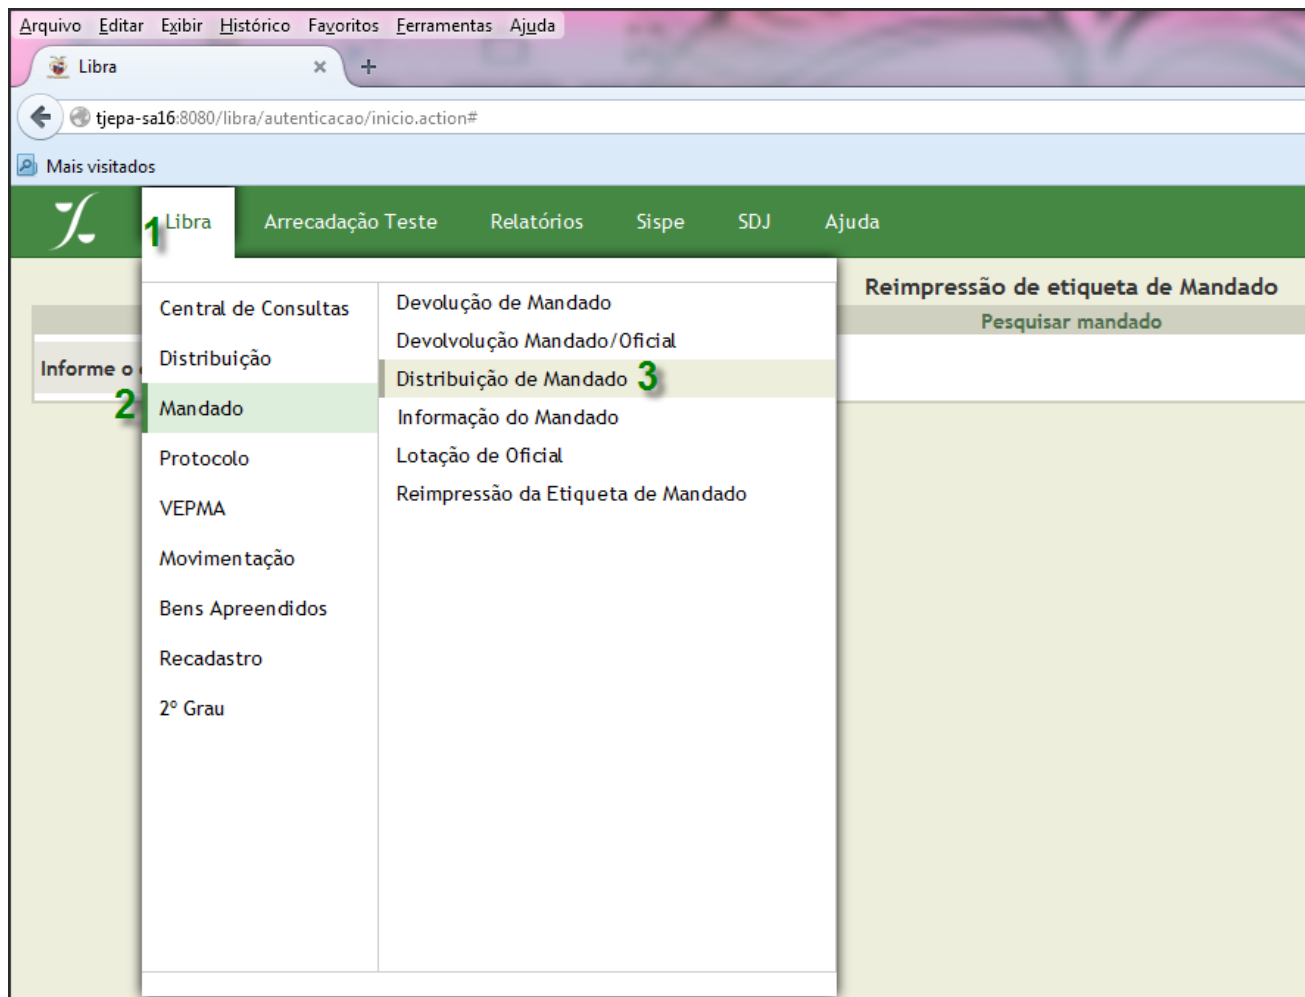 Arquivo Editar Exibir Histórico Favoritos Ferramentas Ajuda
Libra
tjepa-sa16:8080/libra/autenticacao/inicio.action#
Mais visitados
1 Libra Arrecadação Teste Relatórios Sispe SDJ Ajuda
Reimpressão de etiqueta de Mandado
Pesquisar mandado
Informe o
Central de Consultas
Distribuição
2 Mandado
Protocolo
VEPMA
Movimentação
Bens Apreendidos
Recadastro
2º Grau
Devolução de Mandado
Devolvolução Mandado/Oficial
Distribuição de Mandado 3
Informação do Mandado
Lotação de Oficial
Reimpressão da Etiqueta de Mandado